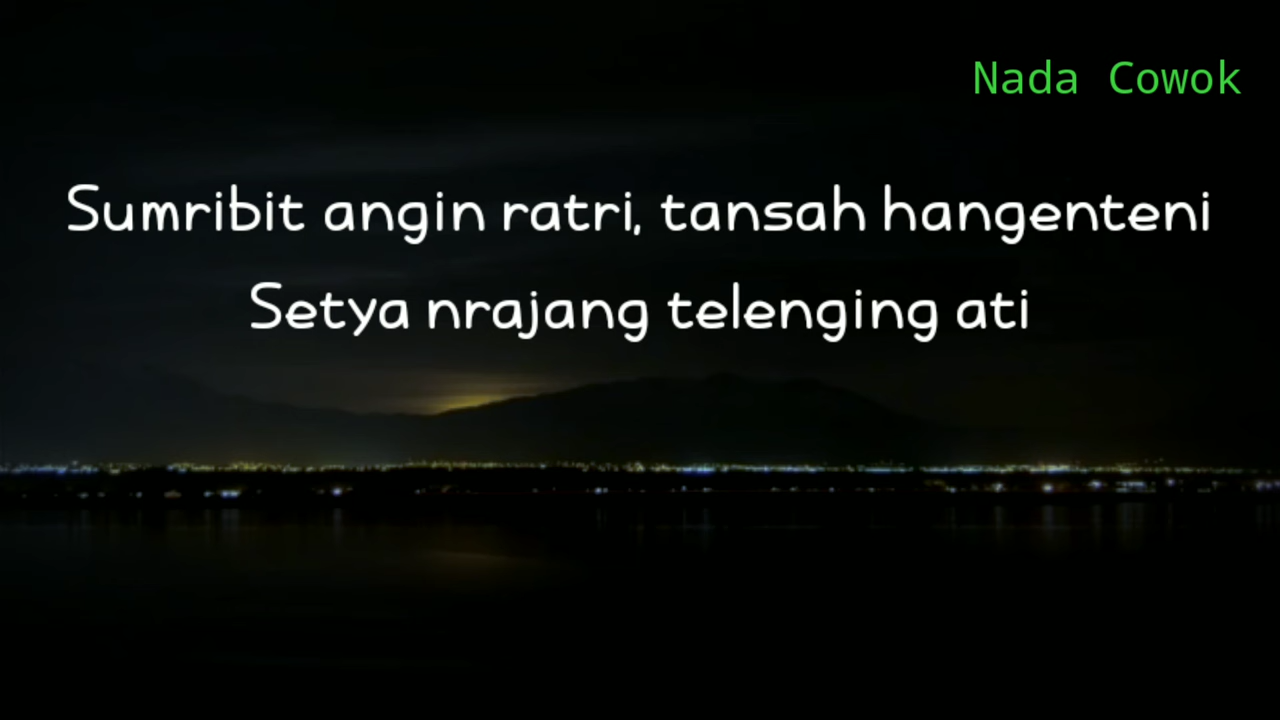 Nada Cowok
Sumribit angin ratri, tansah hangenteni
Setya nrajang telenging ati